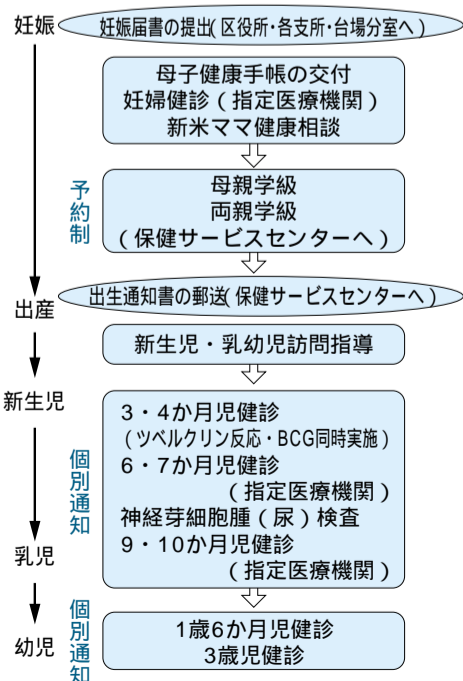 妊娠
妊娠届書の提出(区役所・各支所・台場分室へ)
母子健康手帳の交付
妊婦健診(指定医療機関)
新米ママ健康相談
予約制
母親学級
両親学級
(保健サービスセンターへ)
出産
出生通知書の郵送(保健サービスセンターへ)
新生児・乳幼児訪問指導
新生児
個別通知
3・4か月児健診
(ツベルクリン反応・BCG同時実施)
6・7か月児健診
(指定医療機関)
神経芽細胞腫(尿)検査
9・10か月児健診
(指定医療機関)
乳児
幼児
個別通知
1歳6か月児健診
3歳児健診